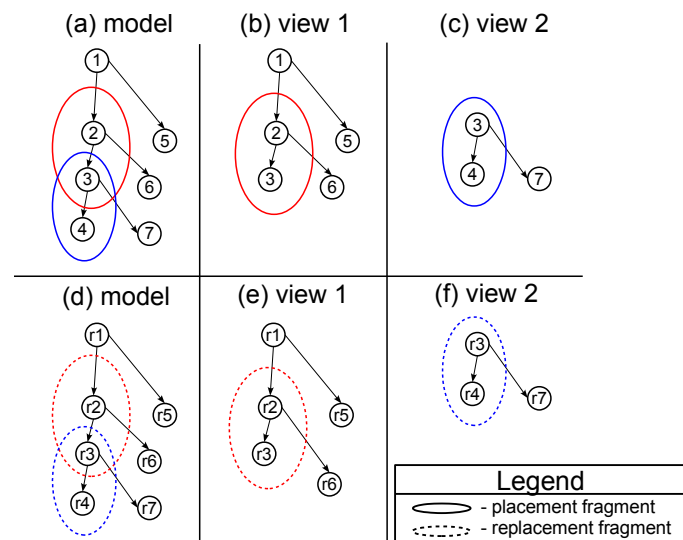 (a) model
(b) view 1
(c) view 2
1
2
5
3
6
4
7
1
2
5
3
6
3
4
7
(d) model
(e) view 1
(f) view 2
r1
r2
r5
r3
r6
r4
r7
r1
r2
r5
r3
r6
r3
r4
r7
Legend
- placement fragment
- replacement fragment